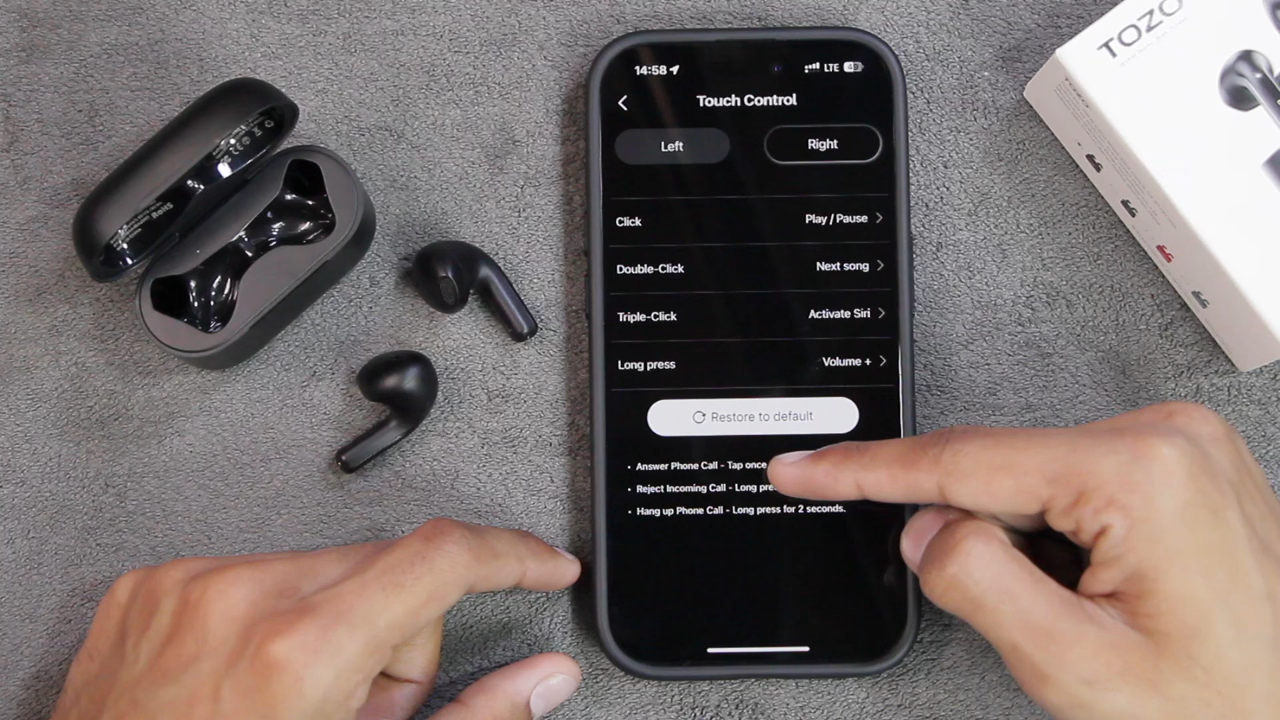 14:58 LTE 49
Touch Control
Left Right
Click Play / Pause
Double-Click Next song
Triple-Click Activate Siri
Long press Volume +
Restore to default
• Answer Phone Call - Tap once
• Reject Incoming Call - Long
• Hang up Phone Call - Long press for 2 seconds.
TOZO
RoHS